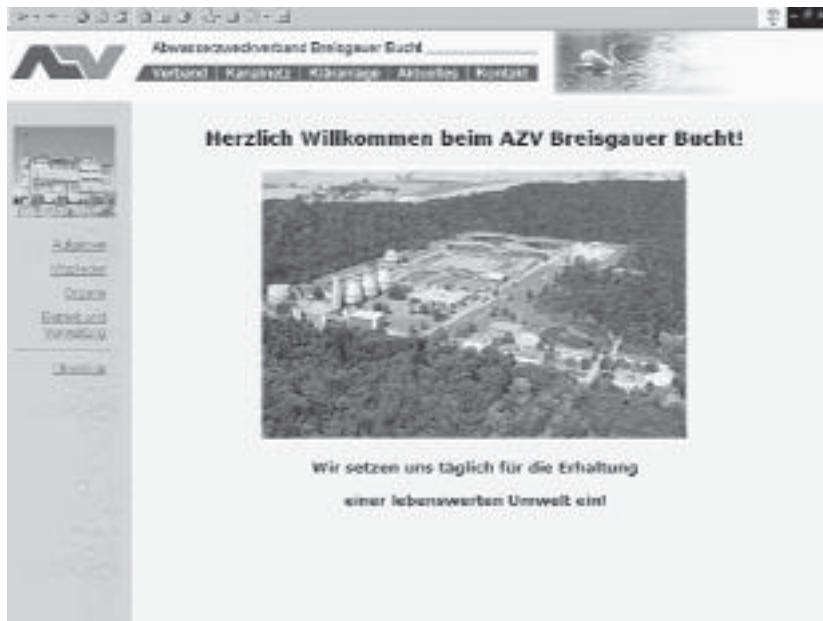 AZV
Abwasserzweckverband Breisgauer Bucht
Verband | Kanalnetz | Kläranlage | Aktuelles | Kontakt
Herzlich Willkommen beim AZV Breisgauer Bucht!
Aufgaben
Mitglieder
Organe
Betrieb und
Verwaltung
Wir setzen uns täglich für die Erhaltung
einer lebenswerten Umwelt ein!